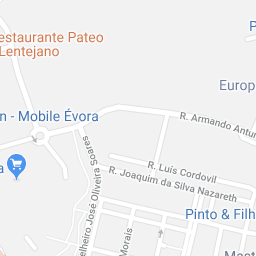 estaurante Pateo
Lentejano
P
Europ
n - Mobile Évora
R. Armando Antun
R. Luís Cordovil
R. Joaquim da Silva Nazareth
elheiro José Oliveira Soares
a
Pinto & Filh
Morais
Mact